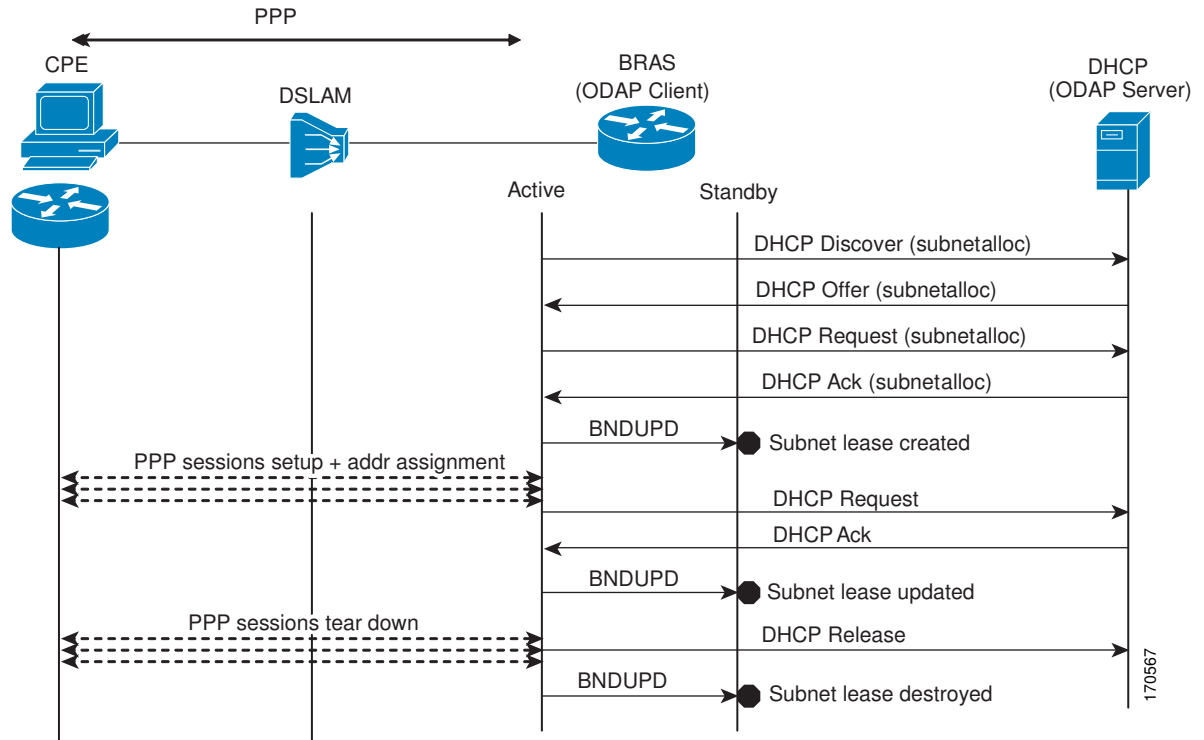 PPP
CPE
DSLAM
BRAS
(ODAP Client)
DHCP
(ODAP Server)
Active
Standby
DHCP Discover (subnetalloc)
DHCP Offer (subnetalloc)
DHCP Request (subnetalloc)
DHCP Ack (subnetalloc)
BNDUPD
Subnet lease created
PPP sessions setup + addr assignment
DHCP Request
DHCP Ack
BNDUPD
Subnet lease updated
PPP sessions tear down
DHCP Release
BNDUPD
Subnet lease destroyed
170567